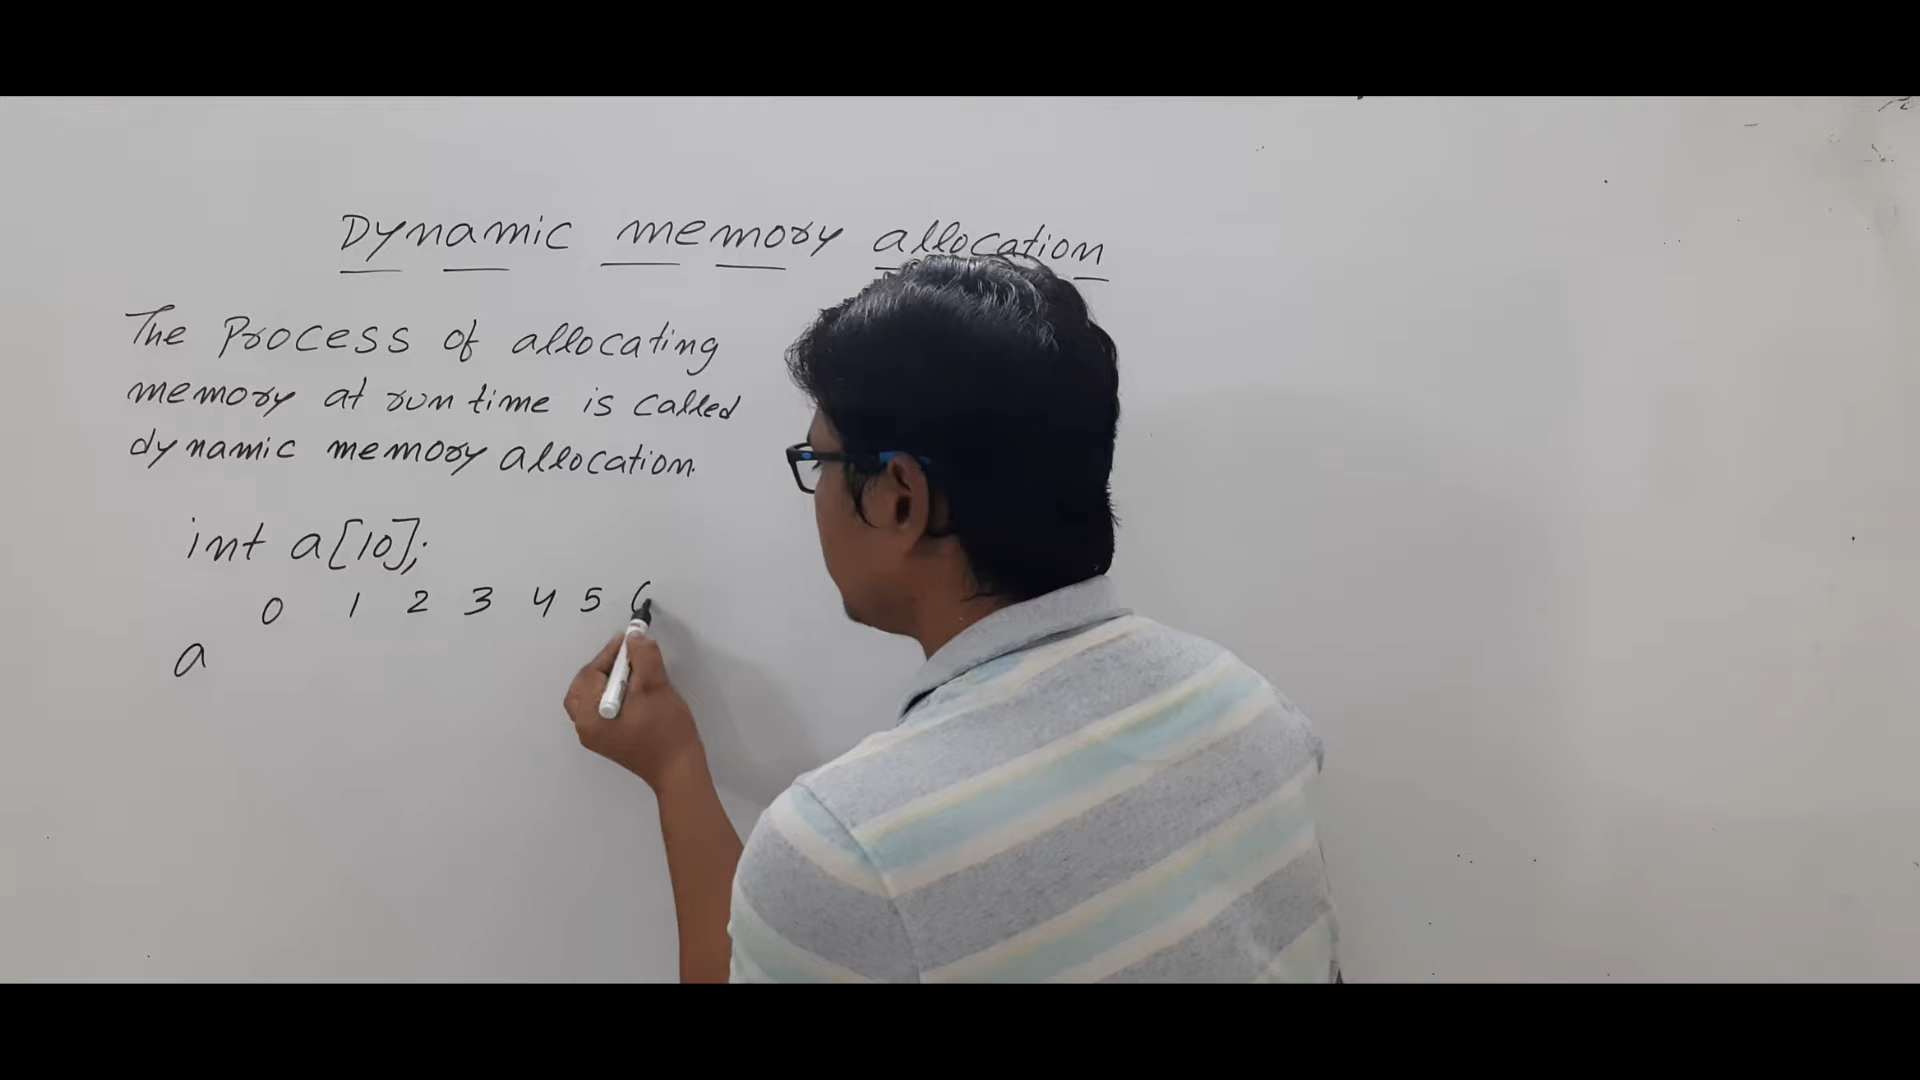 Dynamic memory allocation
The Process of allocating
memory at run time is called
dynamic memory allocation.
int a[10];
0 1 2 3 4 5 6
a